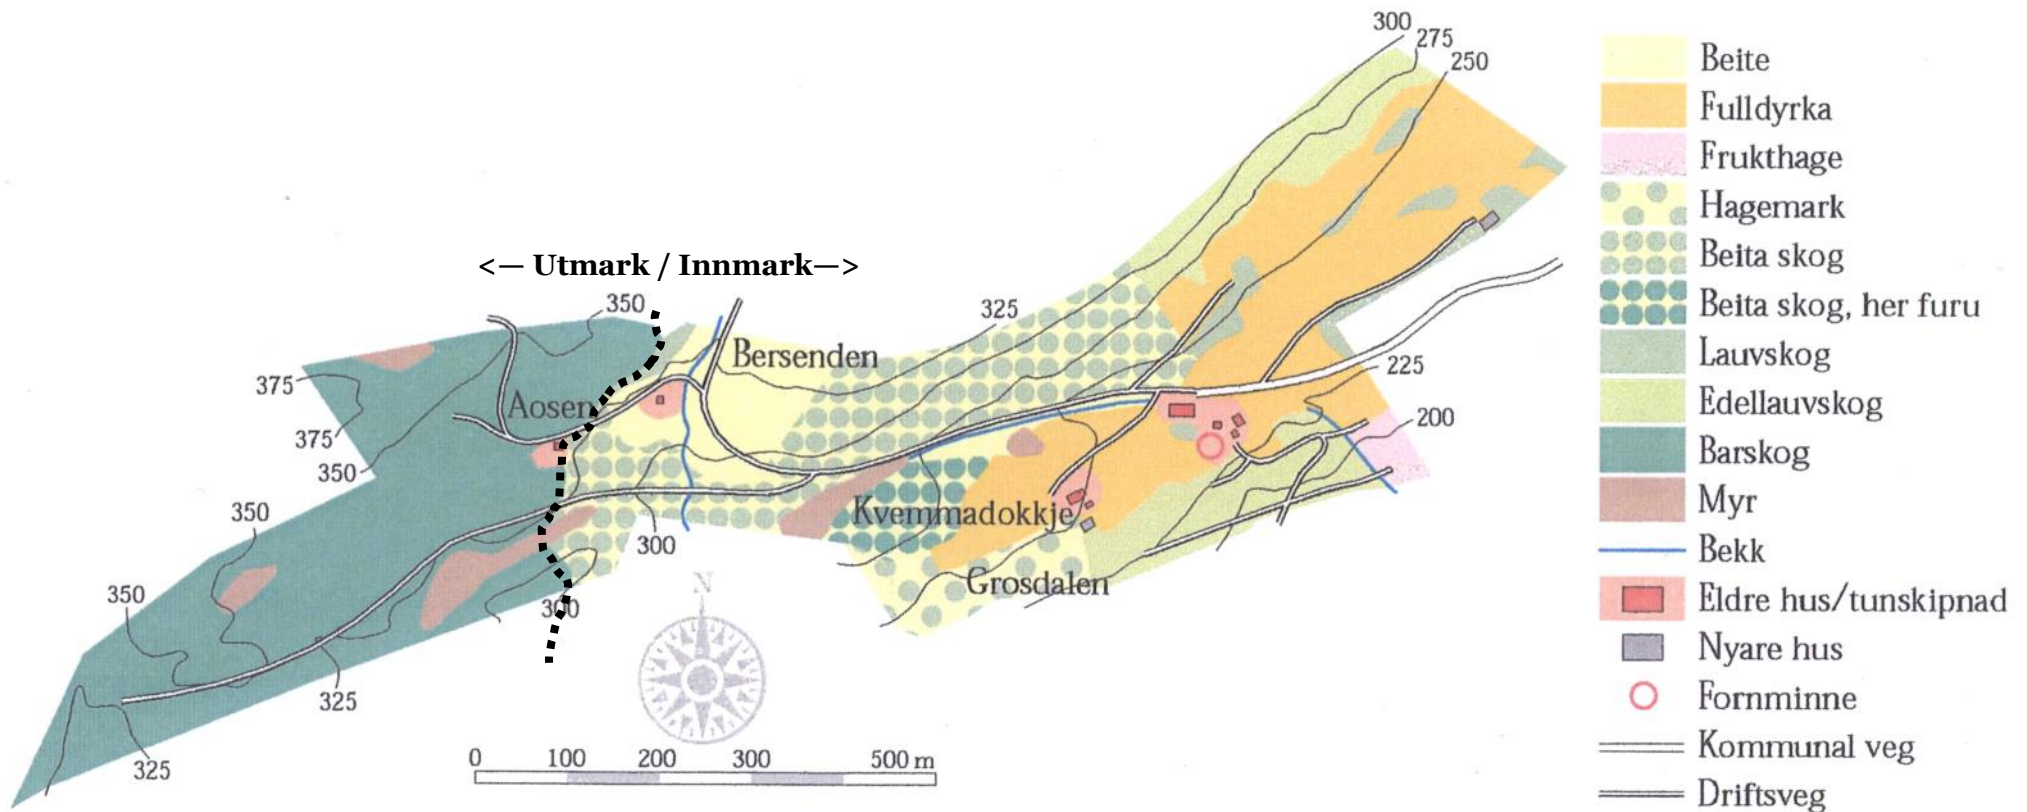 300
275
250
<— Utmark / Innmark—>
350
325
Bersenden
375
Aosen
225
200
375
350
350
Kvemmadokkje
300
Grosdalen
350
300
N
325
325
0 100 200 300 500 m
Beite
Fulldyrka
Frukthage
Hagemark
Beita skog
Beita skog, her furu
Lauvskog
Edellauvskog
Barskog
Myr
Bekk
Eldre hus/tunskipnad
Nyare hus
Fornminne
Kommunal veg
Driftsveg